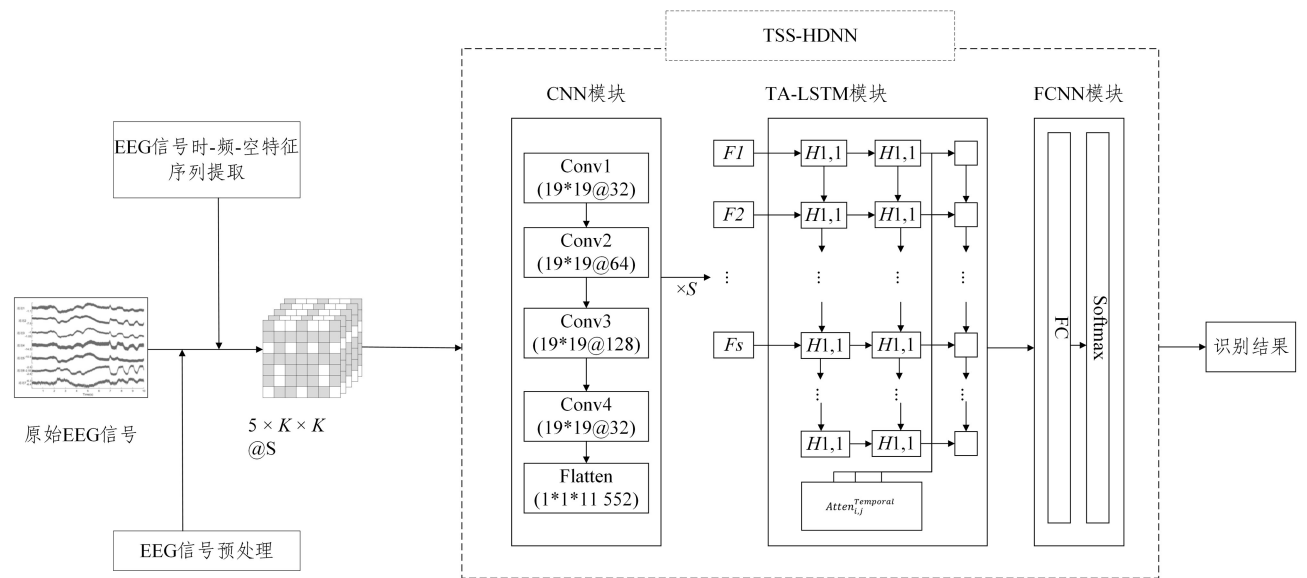 TSS-HDNN
CNN模块
TA-LSTM模块
FCNN模块
EEG信号时-频-空特征
序列提取
Conv1
(19*19@32)
Conv2
(19*19@64)
Conv3
(19*19@128)
Conv4
(19*19@32)
Flatten
(1*1*11 552)
×S
F1
H1,1
H1,1
F2
H1,1
H1,1
⋮
⋮
⋮
⋮
Fs
H1,1
H1,1
⋮
⋮
⋮
H1,1
H1,1
Atten_{i,j}^{Temporal}
FC
Softmax
识别结果
原始EEG信号
5 × K × K
@S
EEG信号预处理